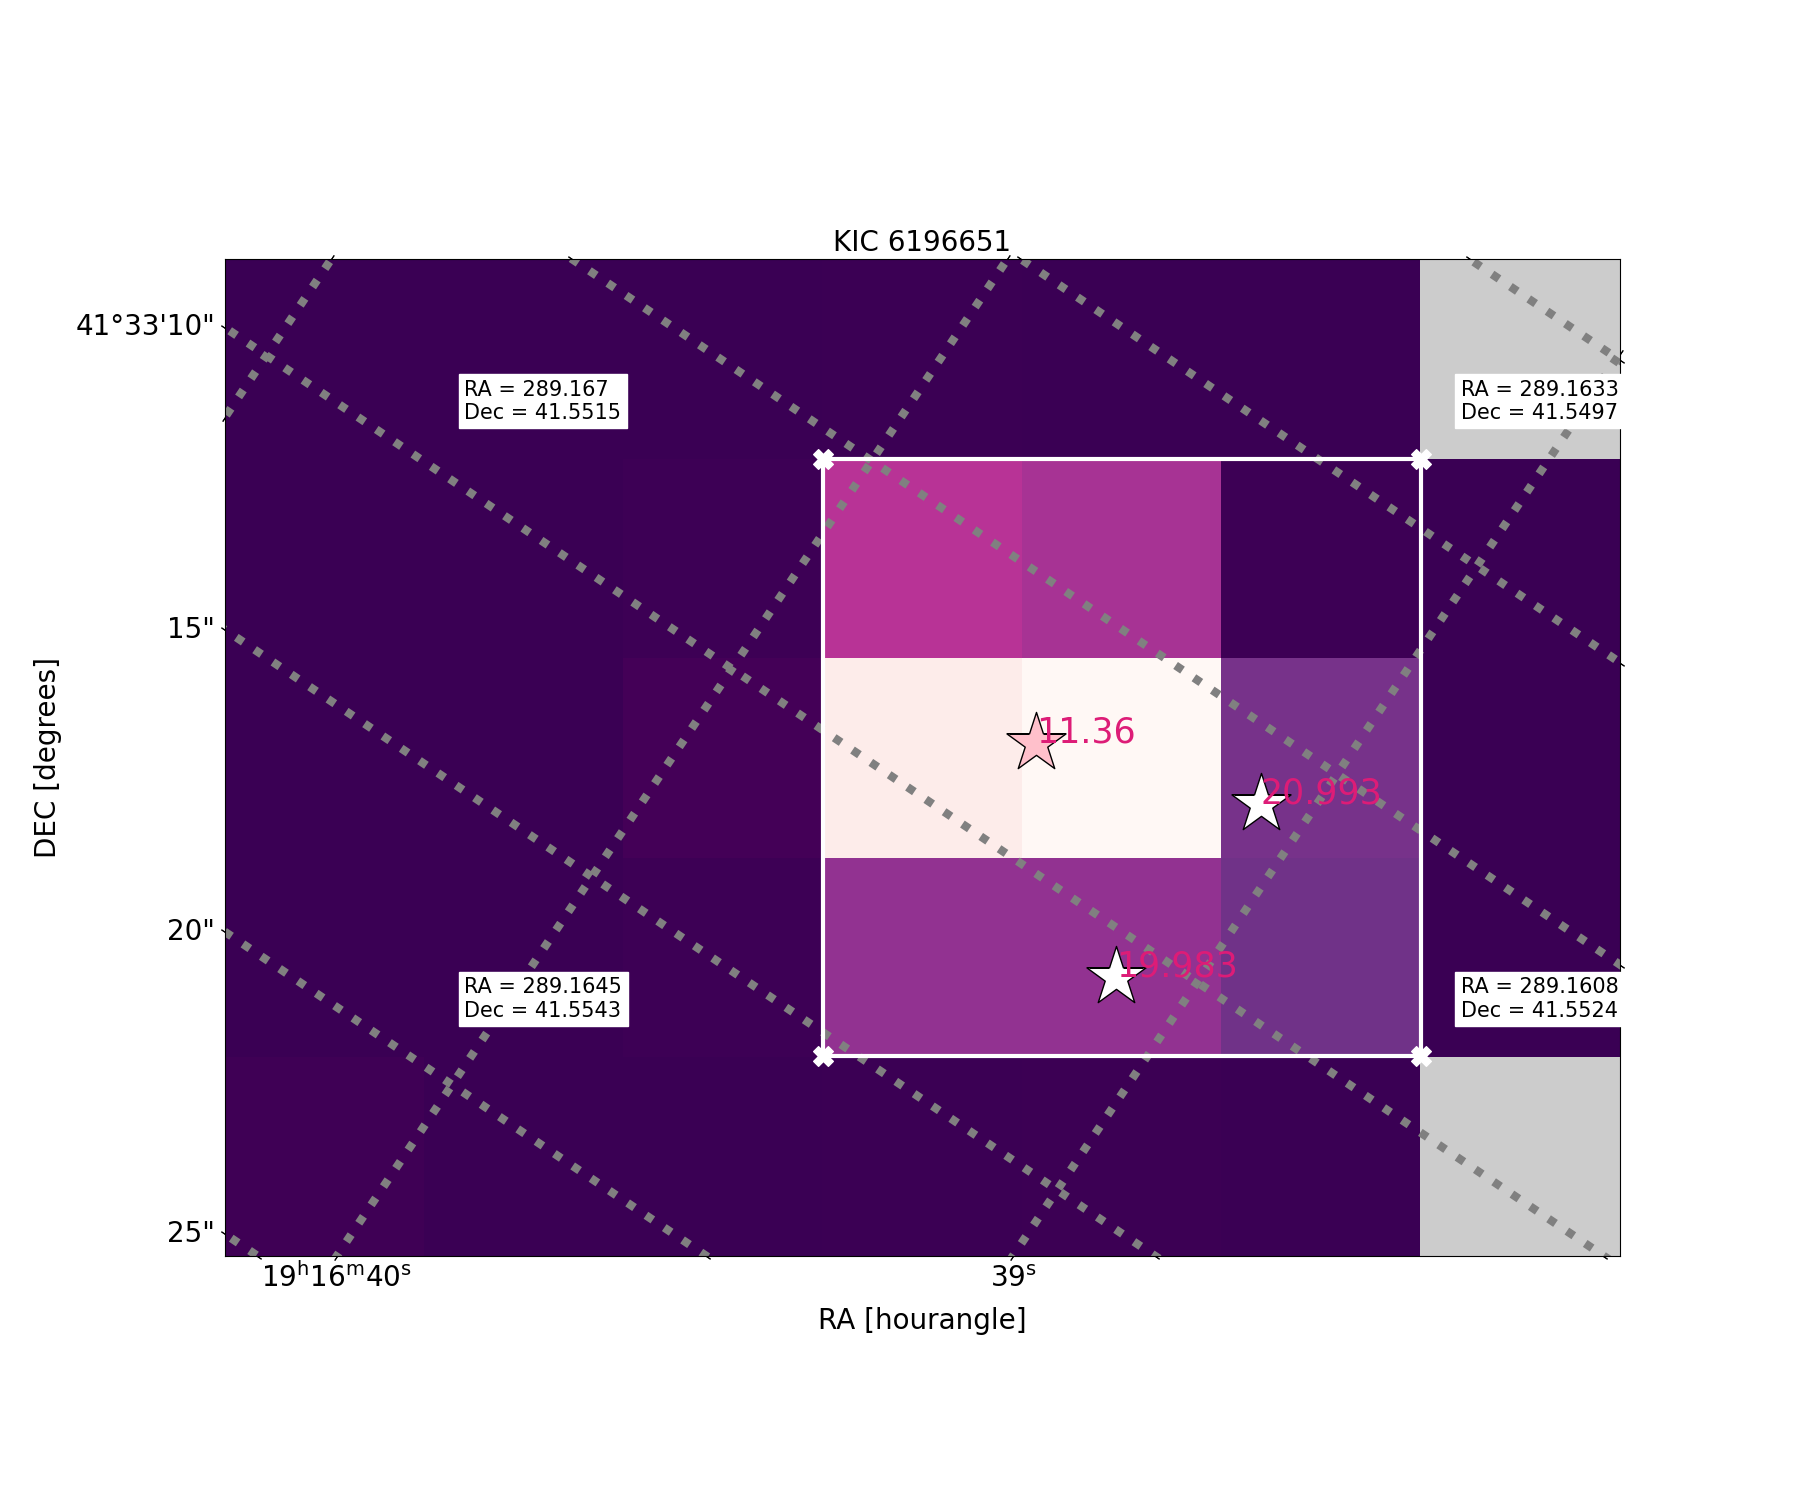 KIC 6196651
41°33'10"
RA = 289.167
Dec = 41.5515
RA = 289.1633
Dec = 41.5497
15"
11.36
20.993
20"
19.983
RA = 289.1645
Dec = 41.5543
RA = 289.1608
Dec = 41.5524
25"
19h16m40s
39s
RA [hourangle]
DEC [degrees]